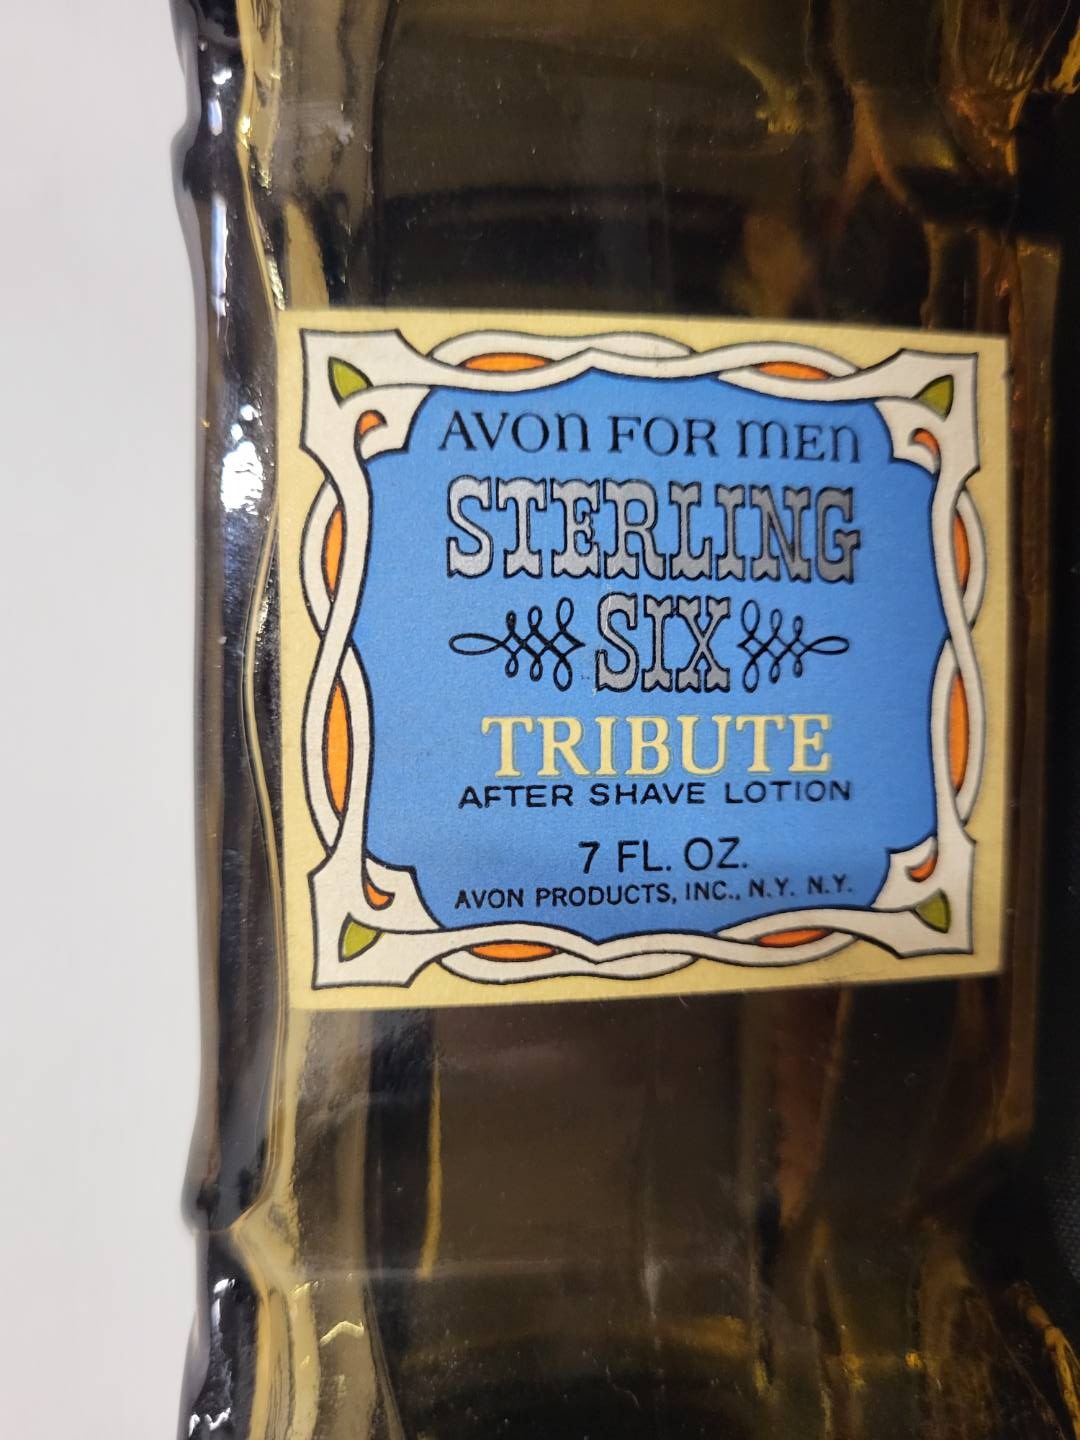 AVON FOR MEN
STERLING
SIX
TRIBUTE
AFTER SHAVE LOTION
7 FL. OZ.
AVON PRODUCTS, INC., N.Y. N.Y.